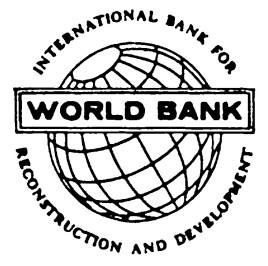 INTERNATIONAL BANK FOR
WORLD BANK
RECONSTRUCTION AND DEVELOPMENT